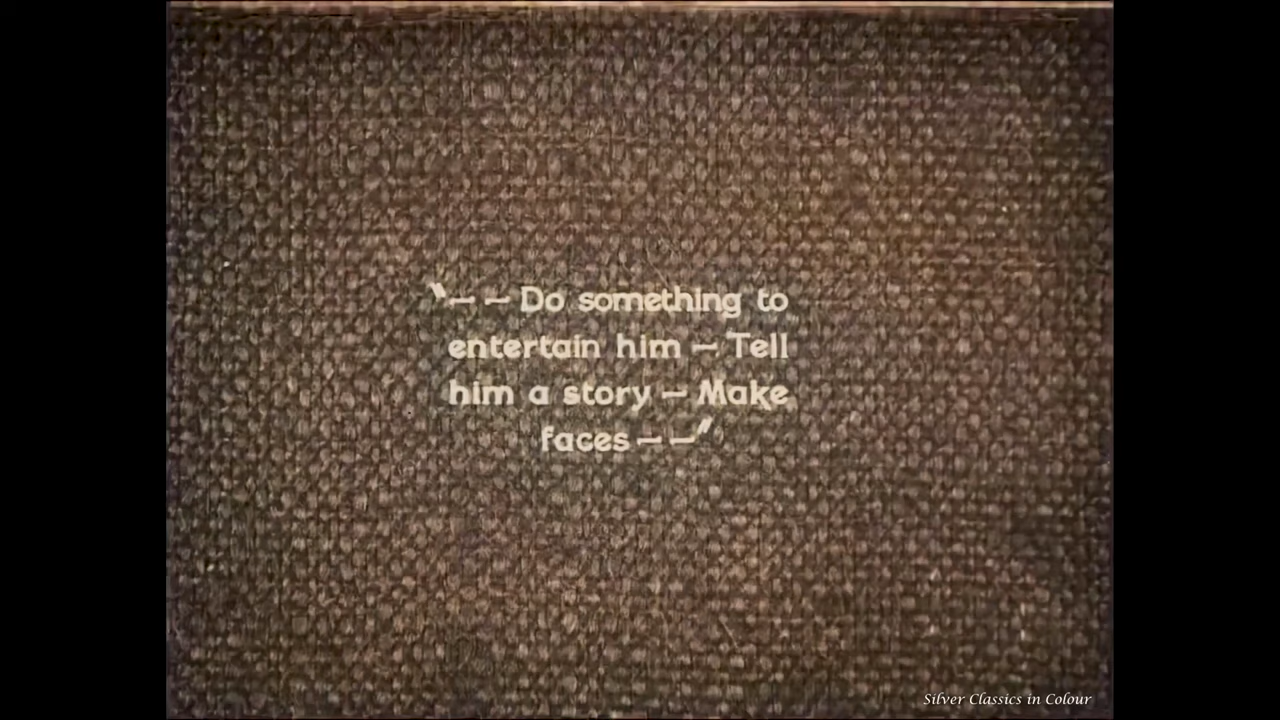 "— — Do something to
entertain him — Tell
him a story — Make
faces — —"
Silver Classics in Colour